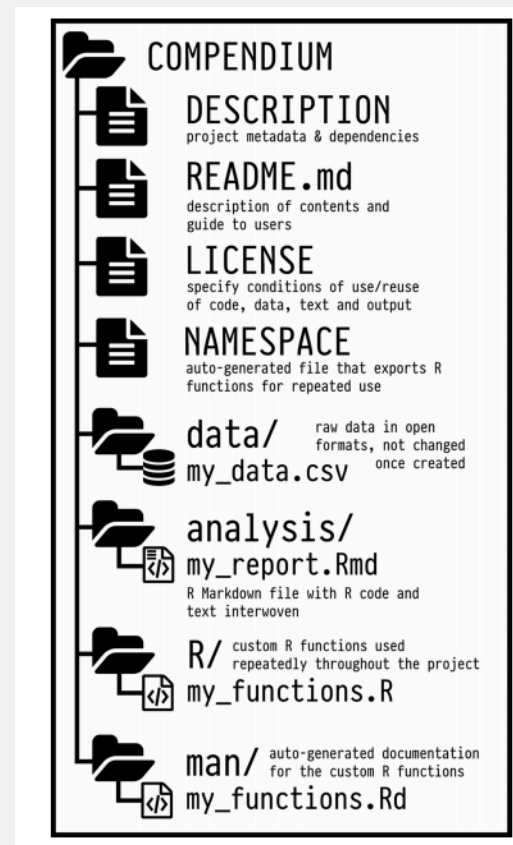 COMPENDIUM
DESCRIPTION
project metadata & dependencies
README.md
description of contents and
guide to users
LICENSE
specify conditions of use/reuse
of code, data, text and output
NAMESPACE
auto-generated file that exports R
functions for repeated use
data/
raw data in open
formats, not changed
once created
my_data.csv
analysis/
my_report.Rmd
R Markdown file with R code and
text interwoven
R/
custom R functions used
repeatedly throughout the project
my_functions.R
man/
auto-generated documentation
for the custom R functions
my_functions.Rd